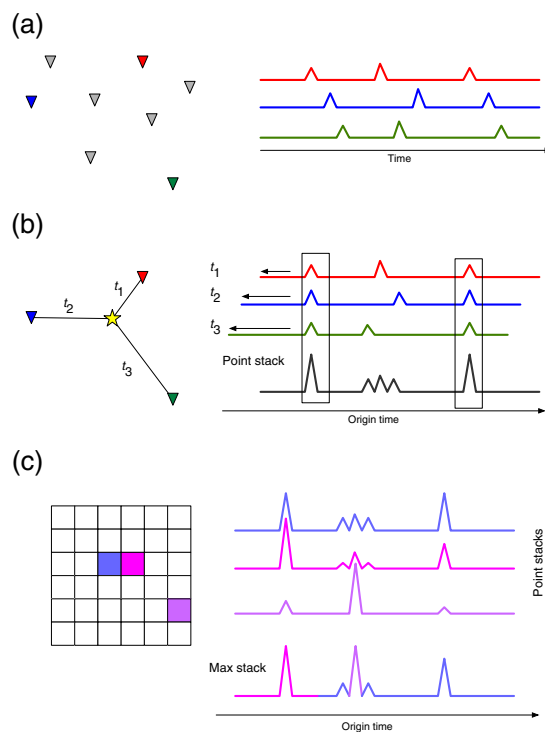 (a)
Time
(b)
t1
t2
t3
t1
t2
t3
Point stack
Origin time
(c)
Point stacks
Max stack
Origin time